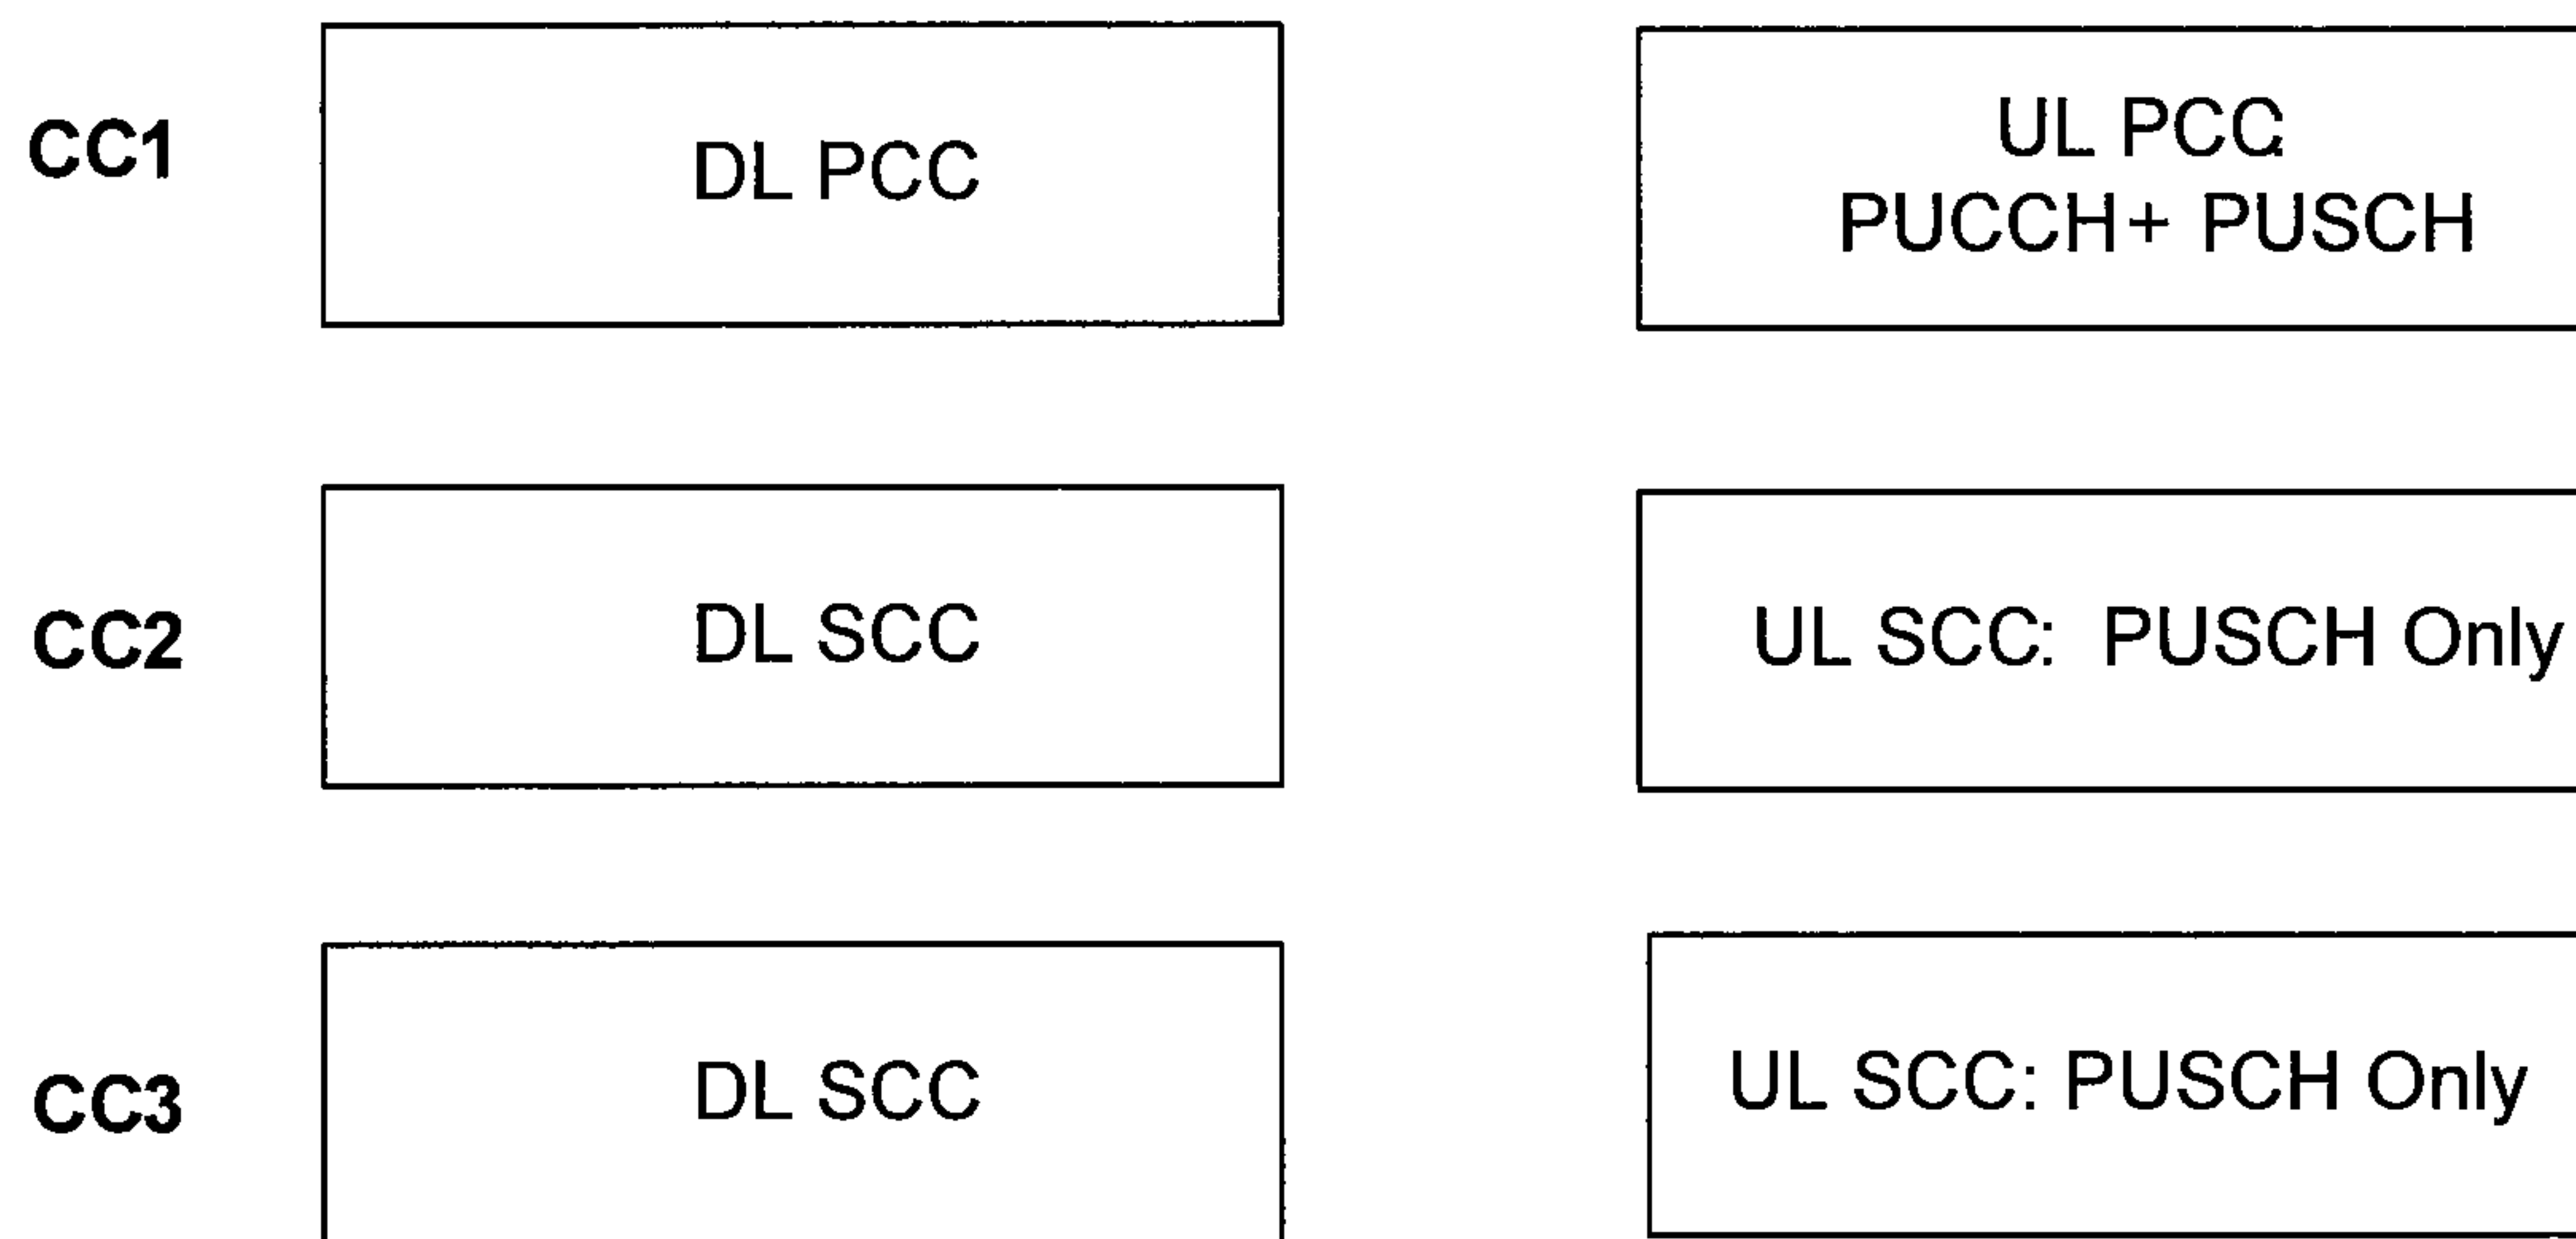 CC1
DL PCC
UL PCC
PUCCH+ PUSCH
CC2
DL SCC
UL SCC: PUSCH Only
CC3
DL SCC
UL SCC: PUSCH Only